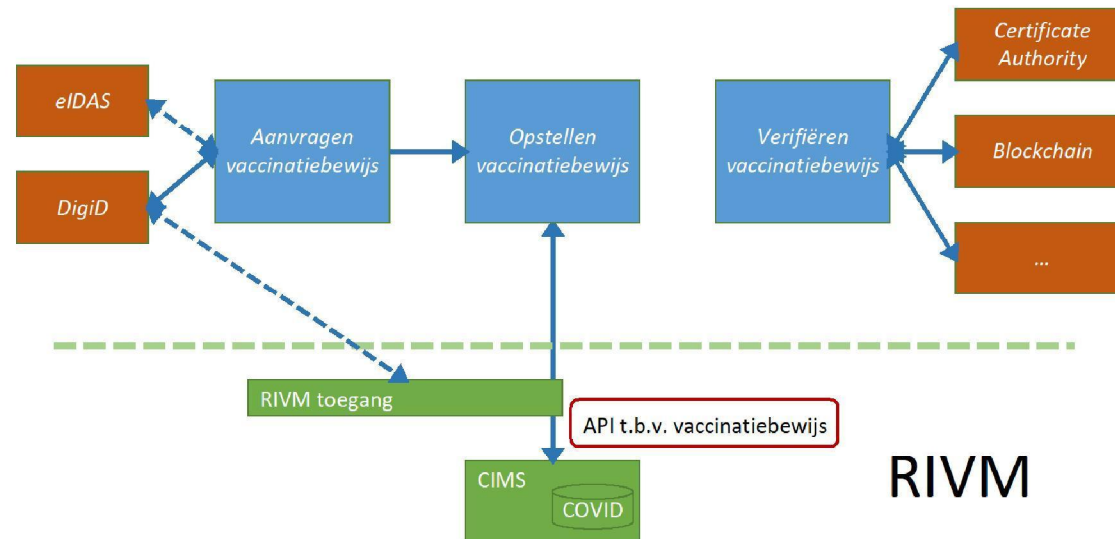 Certificate
Authority
eIDAS
Aanvragen
vaccinatiebewijs
Opstellen
vaccinatiebewijs
Verifiëren
vaccinatiebewijs
Blockchain
DigiD
...
RIVM toegang
API t.b.v. vaccinatiebewijs
CIMS
COVID
RIVM